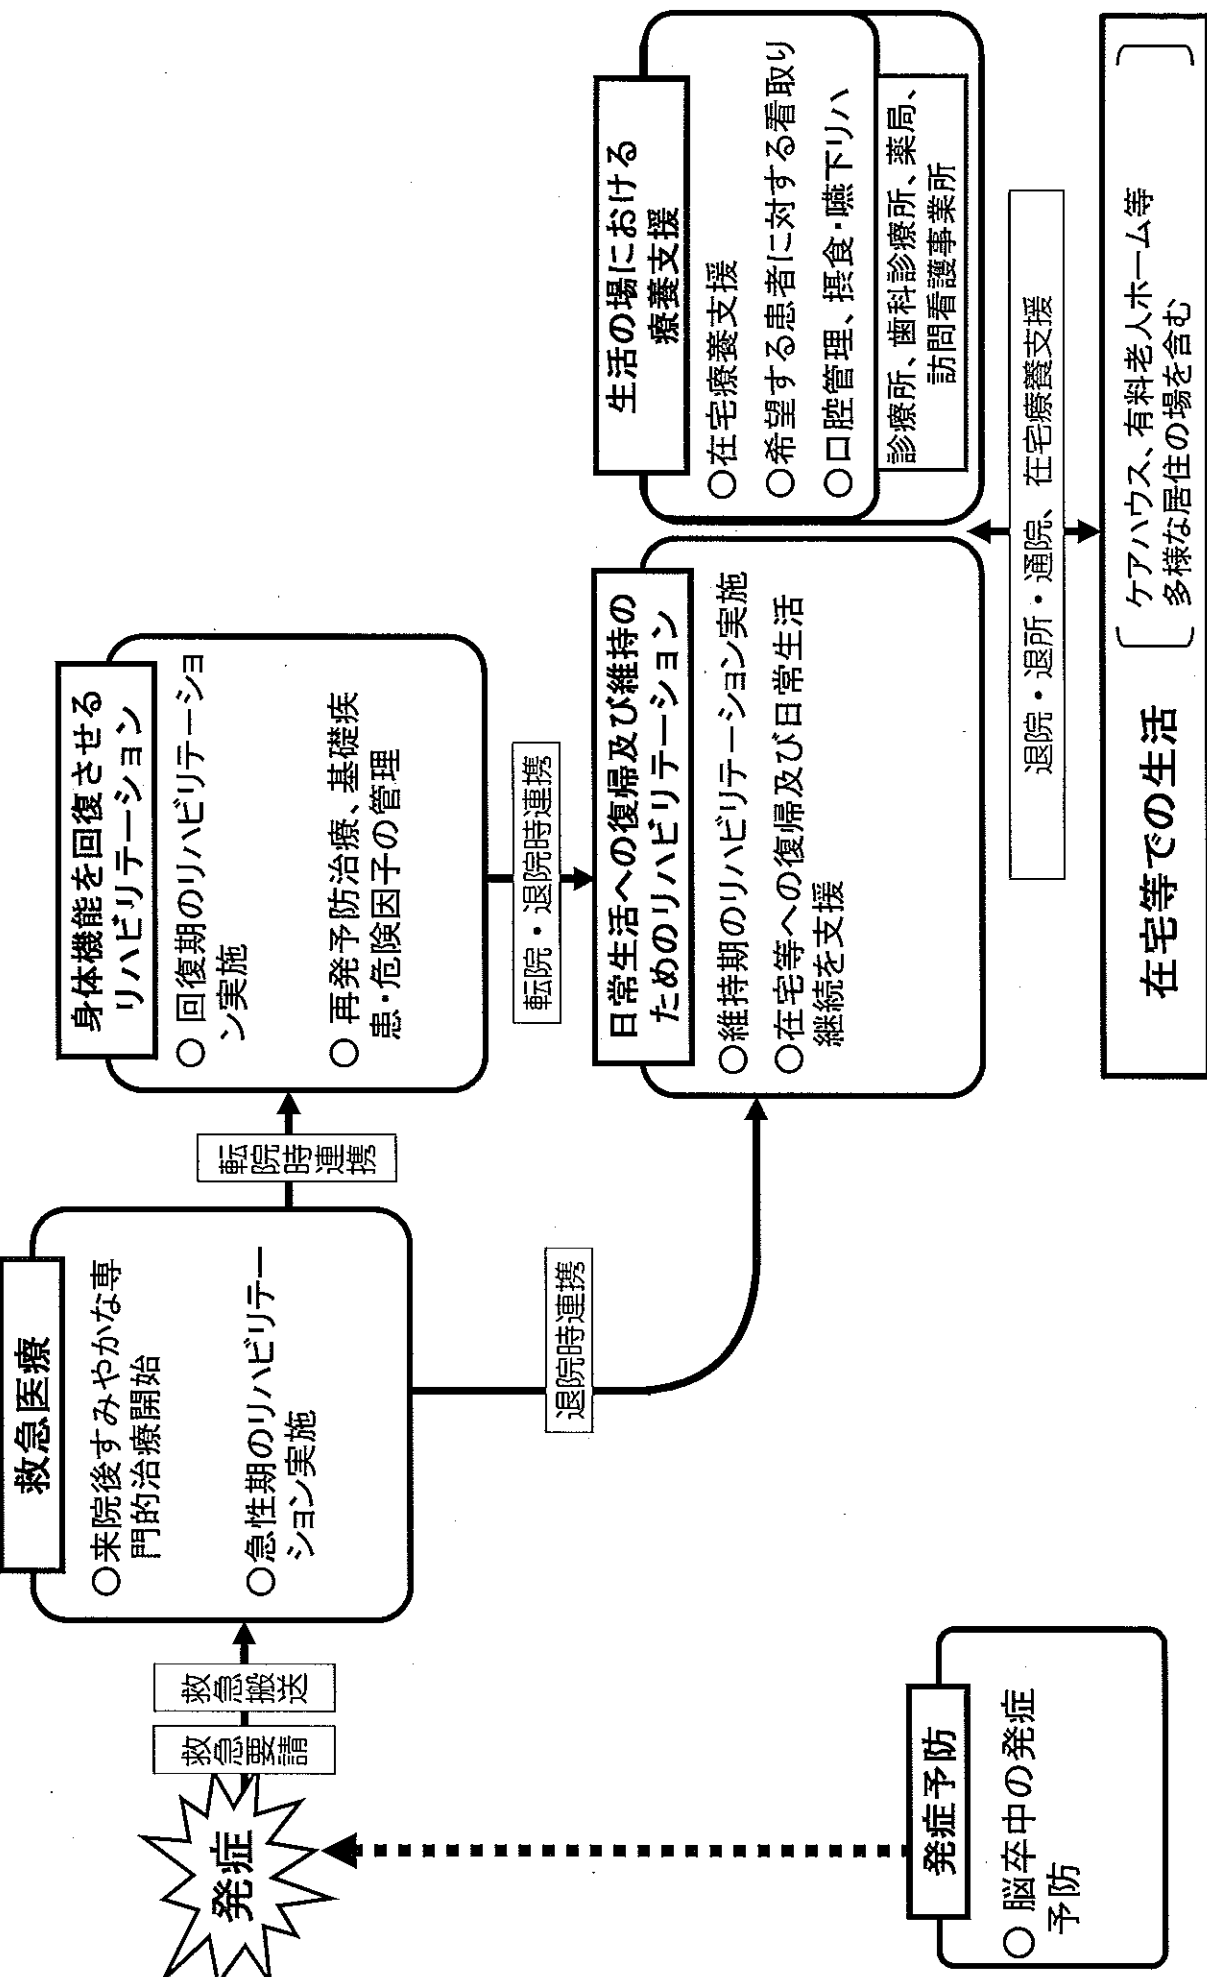 救急医療
○来院後すみやかな専
門的治療開始
○急性期のリハビリテー
ション実施
発症
救急要請
救急搬送
転院時
連携
身体機能を回復させる
リハビリテーション
○ 回復期のリハビリテーショ
ン実施
○ 再発予防治療、基礎疾
患・危険因子の管理
転院・退院時連携
退院時連携
日常生活への復帰及び維持の
ためのリハビリテーション
○維持期のリハビリテーション実施
○在宅等への復帰及び日常生活
継続を支援
生活の場における
療養支援
○在宅療養支援
○希望する患者に対する看取り
○口腔管理、摂食・嚥下リハ
診療所、歯科診療所、薬局、
訪問看護事業所
発症予防
○ 脳卒中の発症
予防
退院・退所・通院、在宅療養支援
在宅等での生活
ケアハウス、有料老人ホーム等
多様な居住の場を含む